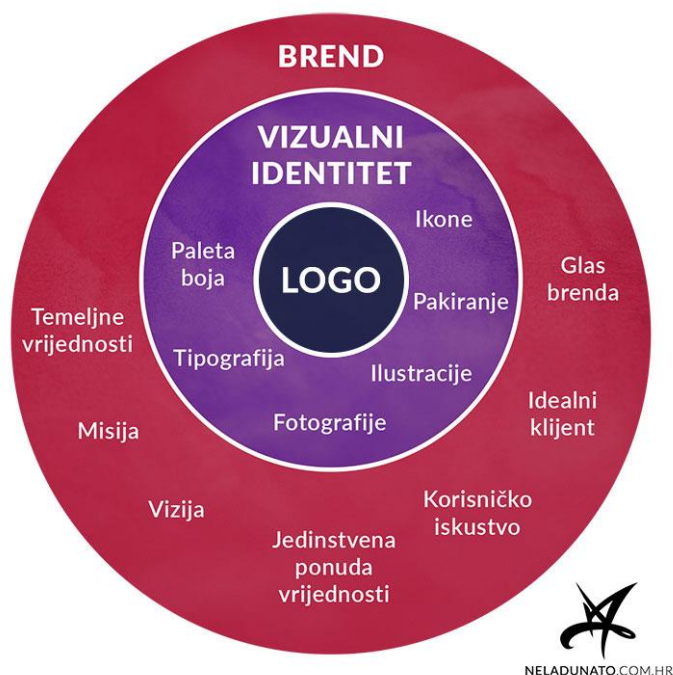 BREND
VIZUALNI
IDENTITET
LOGO
Ikone
Paleta
boja
Pakiranje
Tipografija
Ilustracije
Fotografije
Glas
brenda
Temeljne
vrijednosti
Idealni
klijent
Misija
Korisničko
iskustvo
Vizija
Jedinstvena
ponuda
vrijednosti
NELADUNATO.COM.HR